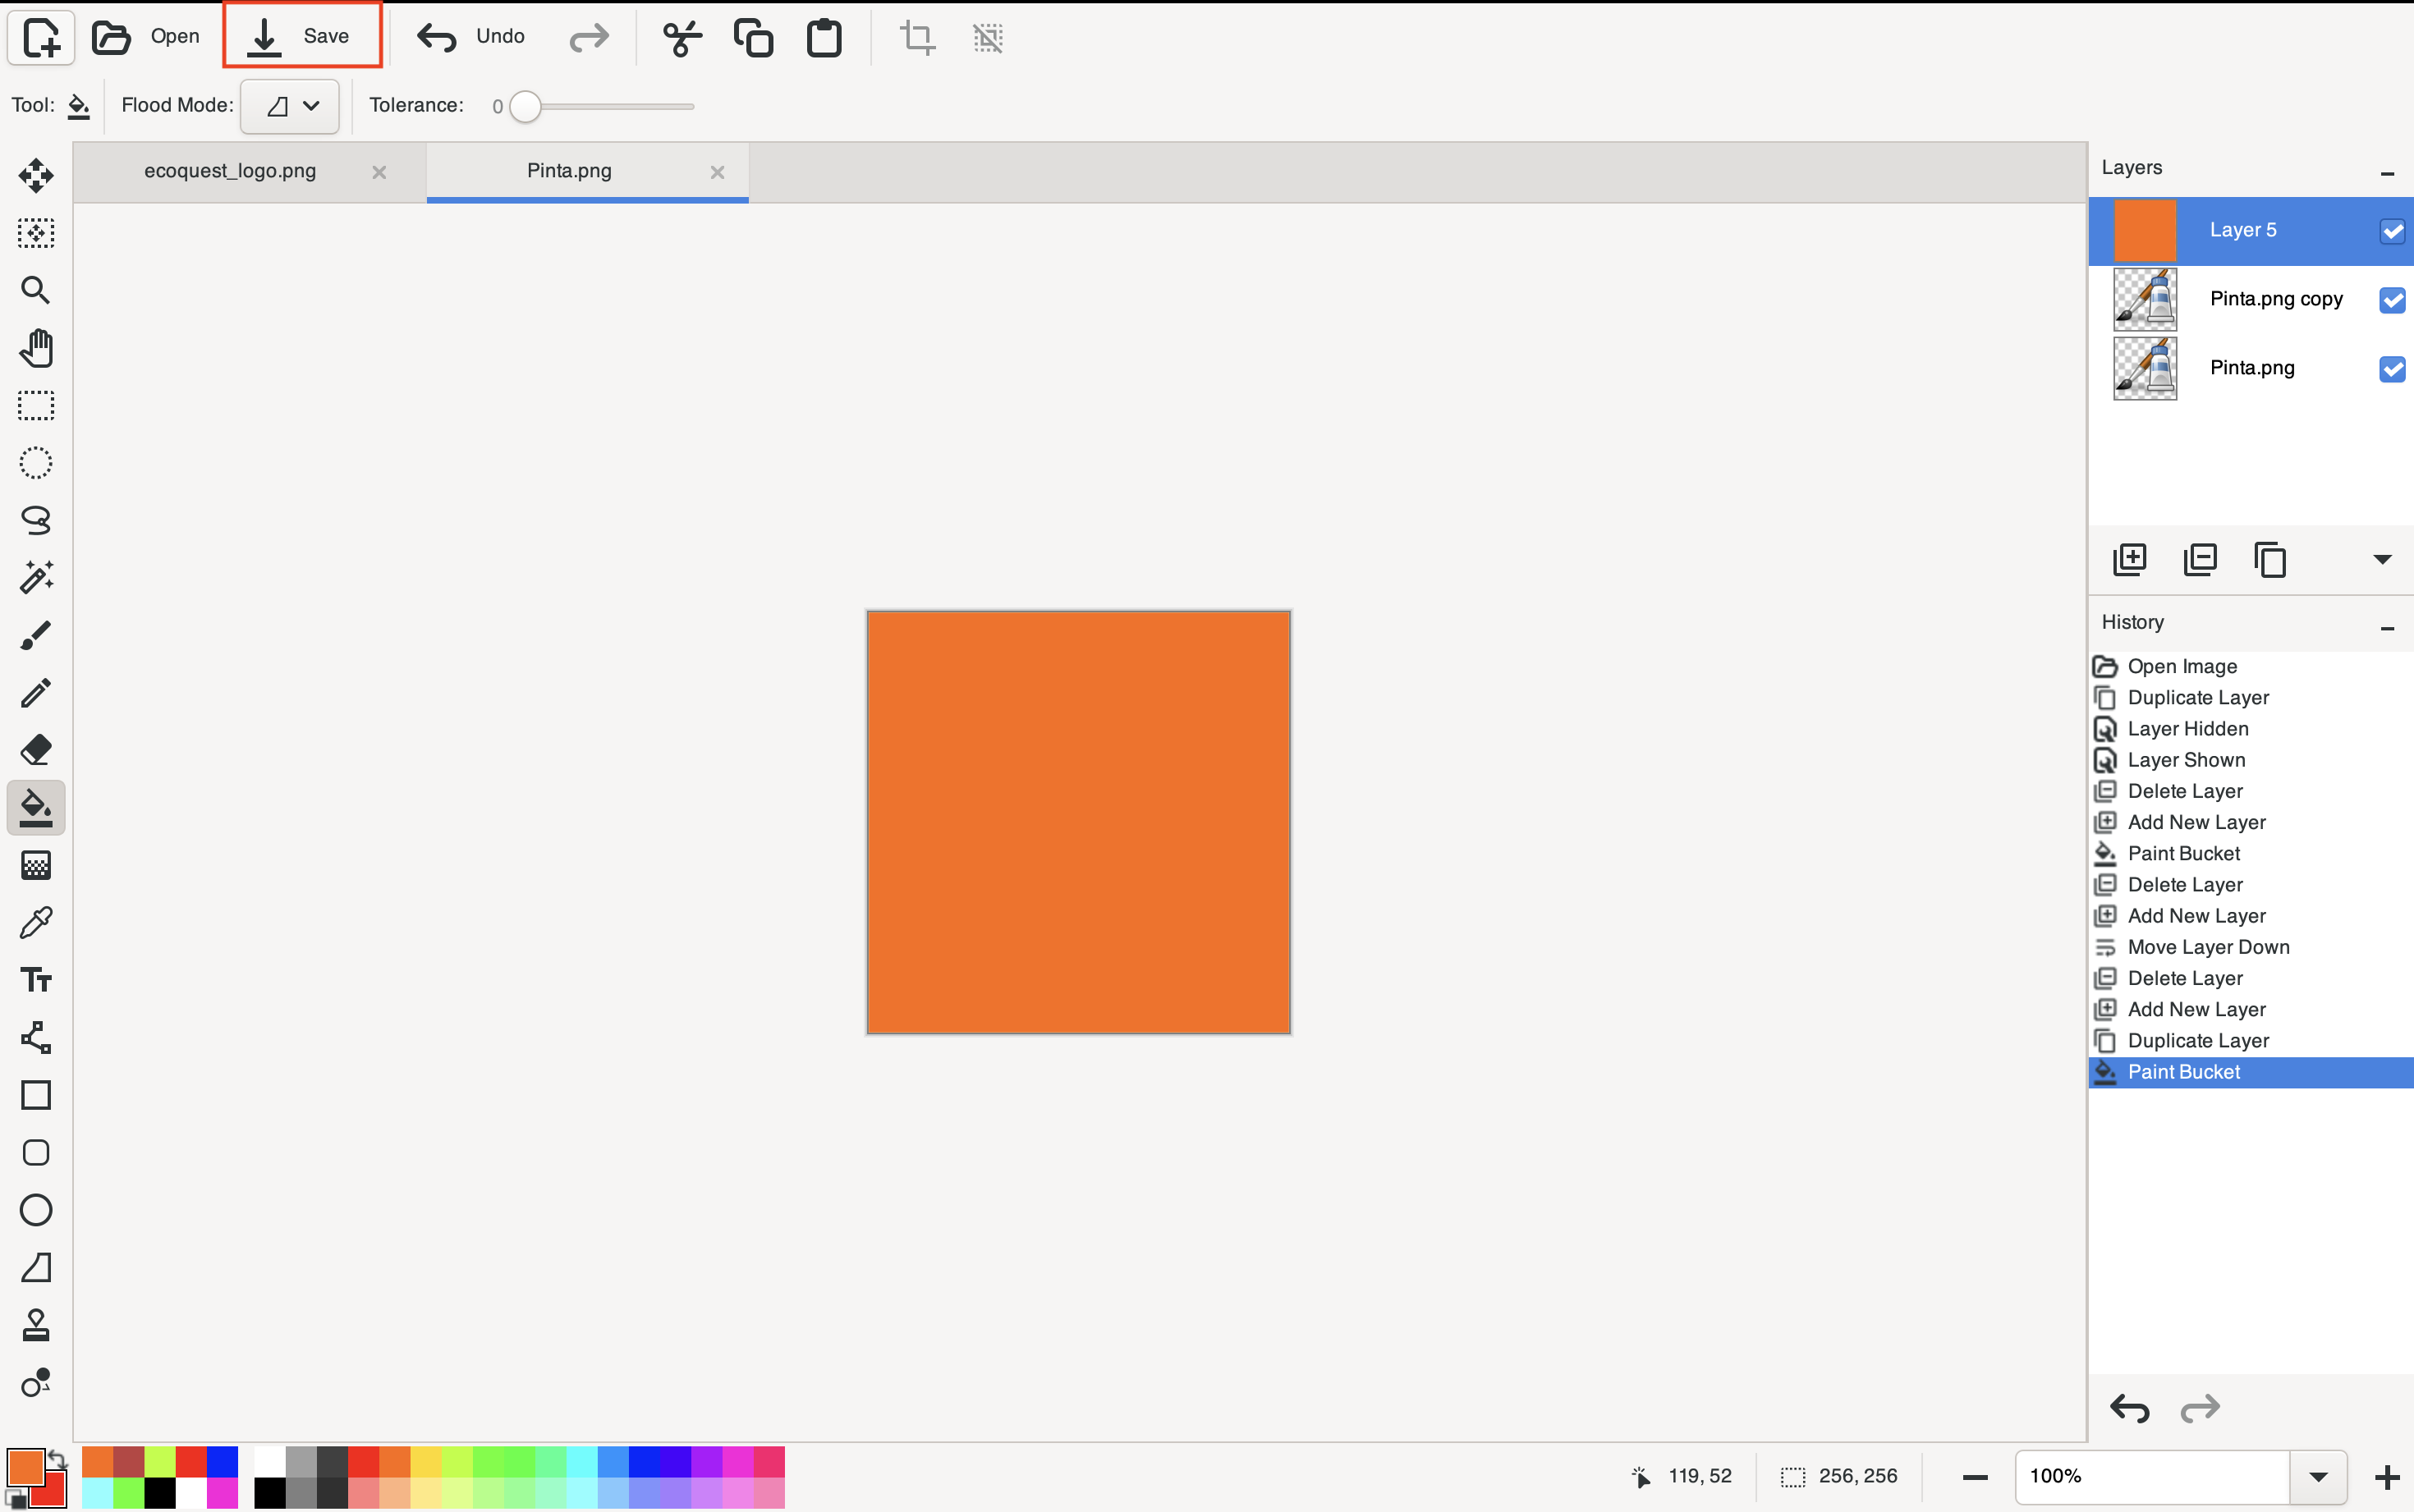 Open Save Undo
Tool: Flood Mode: Tolerance: 0
ecoquest_logo.png Pinta.png
Layers
Layer 5
Pinta.png copy
Pinta.png
History
Open Image
Duplicate Layer
Layer Hidden
Layer Shown
Delete Layer
Add New Layer
Paint Bucket
Delete Layer
Add New Layer
Move Layer Down
Delete Layer
Add New Layer
Duplicate Layer
Paint Bucket
119, 52 256, 256 100%